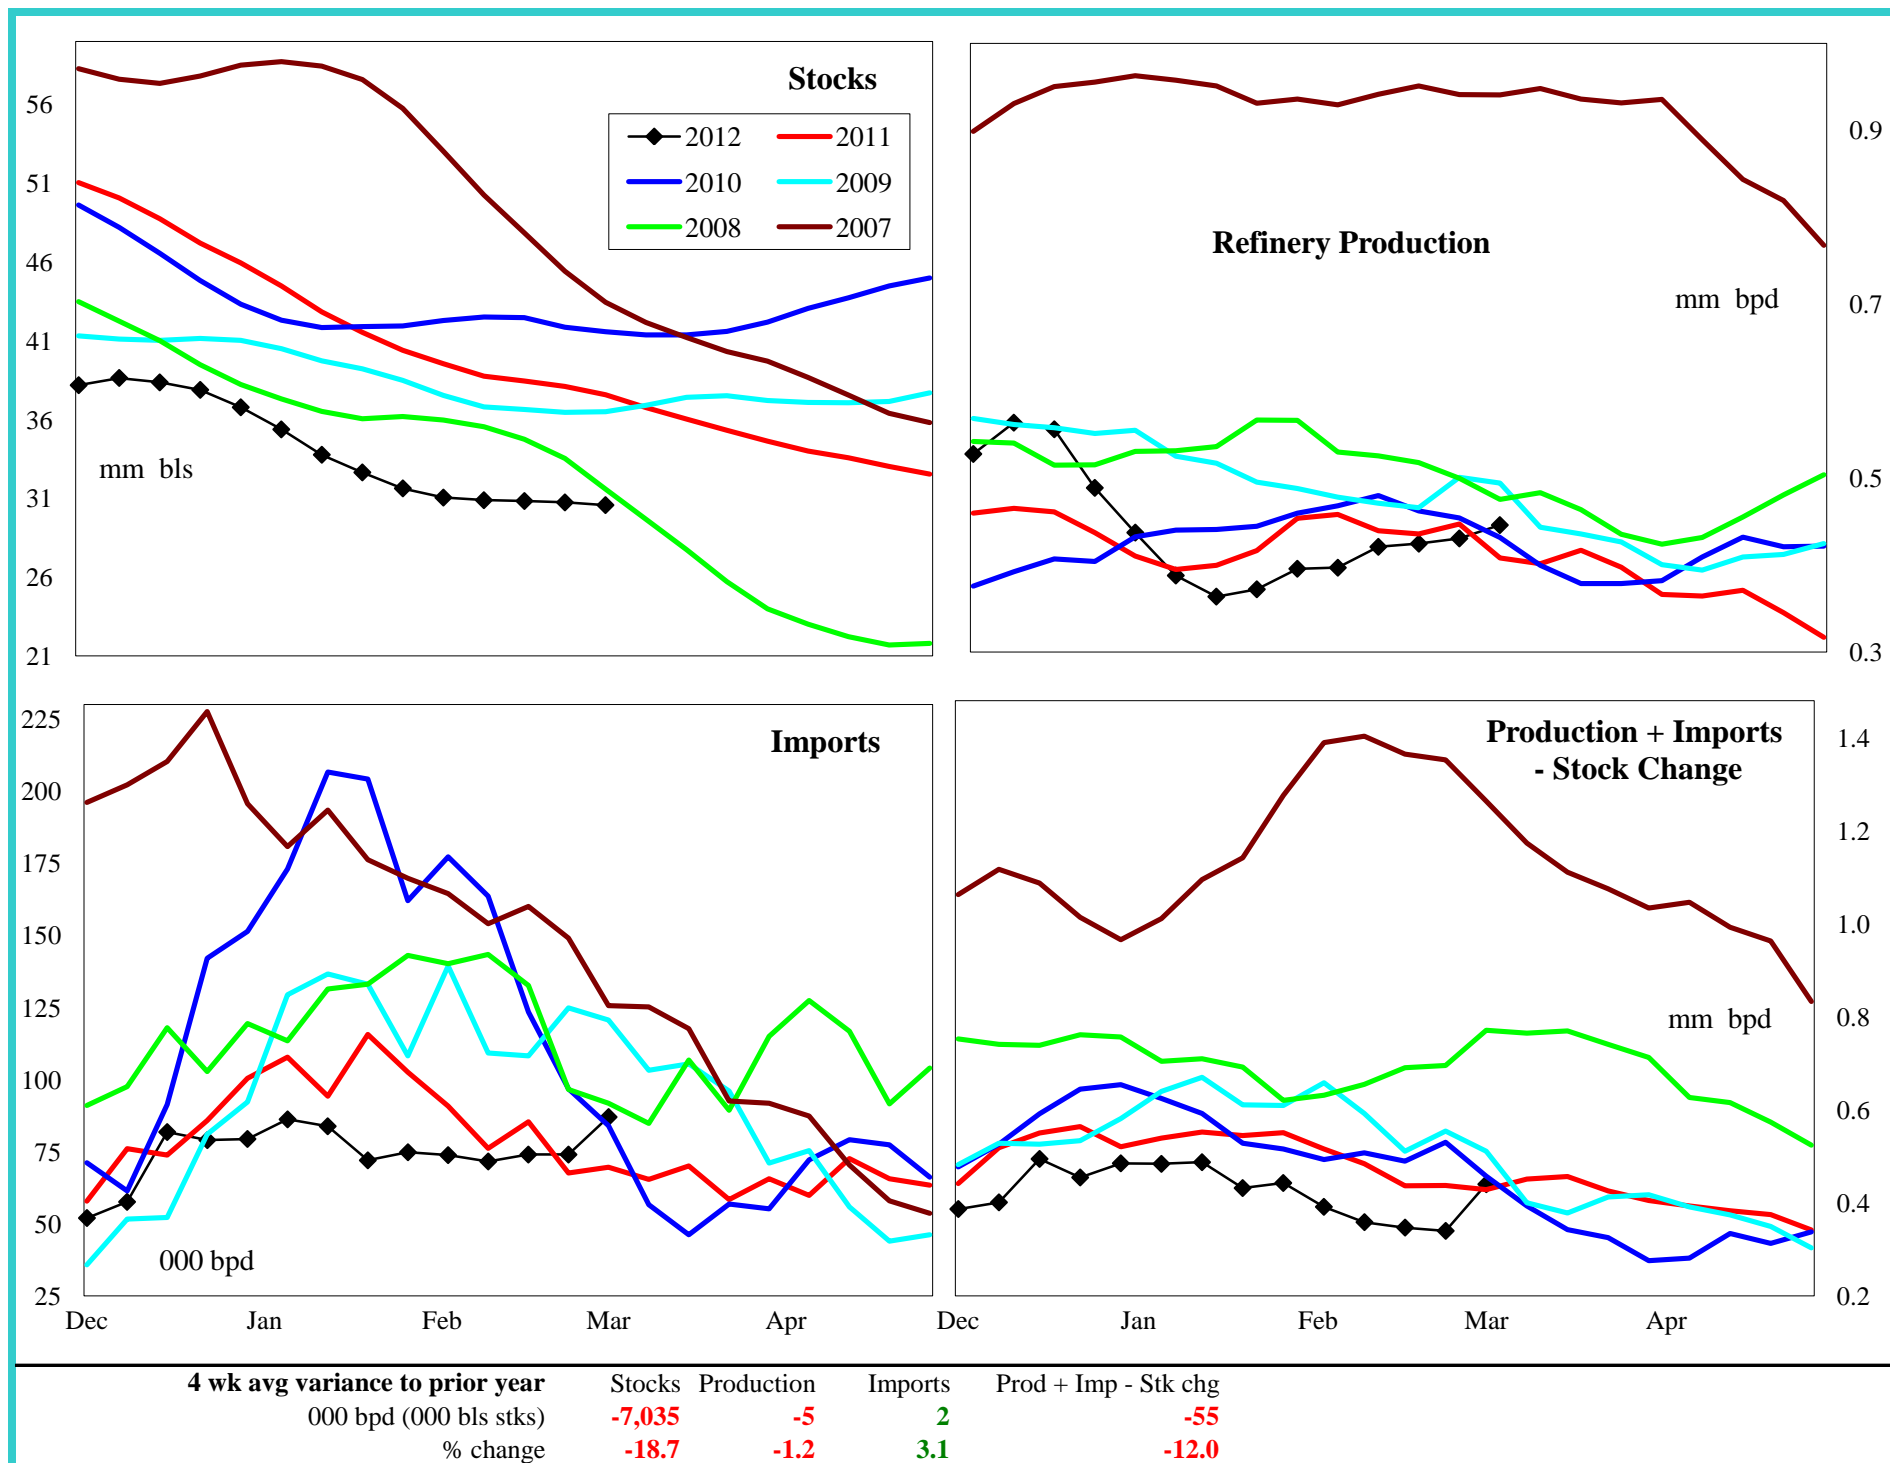 Stocks
56
51
46
41
36
31
26
21
2012 2011
2010 2009
2008 2007
mm bls
Refinery Production
mm bpd
0.9
0.7
0.5
0.3
Imports
225
200
175
150
125
100
75
50
25
000 bpd
Dec Jan Feb Mar Apr
Production + Imports
- Stock Change
mm bpd
1.4
1.2
1.0
0.8
0.6
0.4
0.2
Dec Jan Feb Mar Apr
4 wk avg variance to prior year Stocks Production Imports Prod + Imp - Stk chg
000 bpd (000 bls stks) -7,035 -5 2 -55
% change -18.7 -1.2 3.1 -12.0